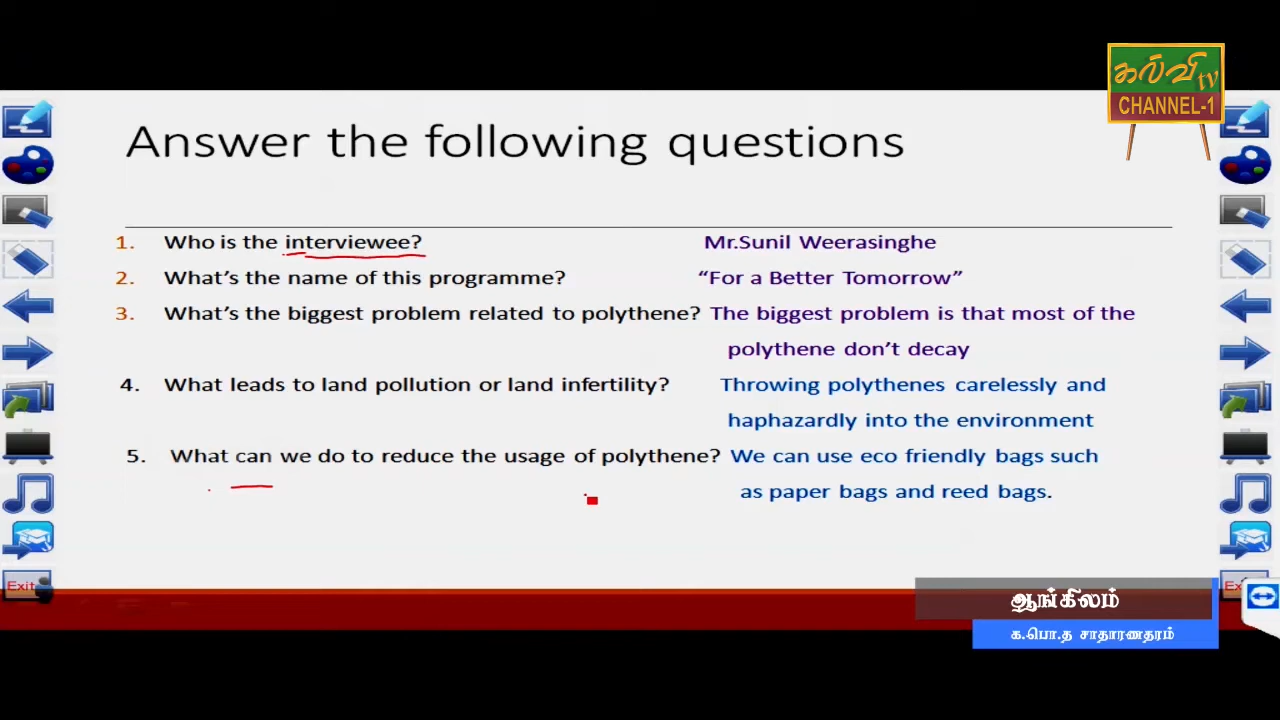 கல்வி tv
CHANNEL-1
Answer the following questions
1. Who is the interviewee? Mr.Sunil Weerasinghe
2. What's the name of this programme? “For a Better Tomorrow”
3. What's the biggest problem related to polythene? The biggest problem is that most of the
polythene don't decay
4. What leads to land pollution or land infertility? Throwing polythenes carelessly and
haphazardly into the environment
5. What can we do to reduce the usage of polythene? We can use eco friendly bags such
as paper bags and reed bags.
Exit
ஆங்கிலம்
க.பொ.த சாதாரணதரம்